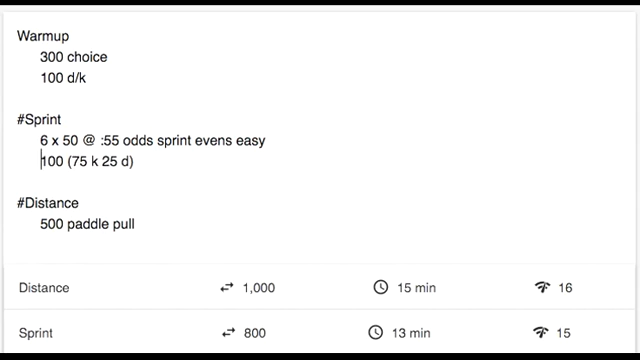 Warmup
300 choice
100 d/k
#Sprint
6 x 50 @ :55 odds sprint evens easy
100 (75 k 25 d)
#Distance
500 paddle pull
Distance 1,000 15 min 16
Sprint 800 13 min 15